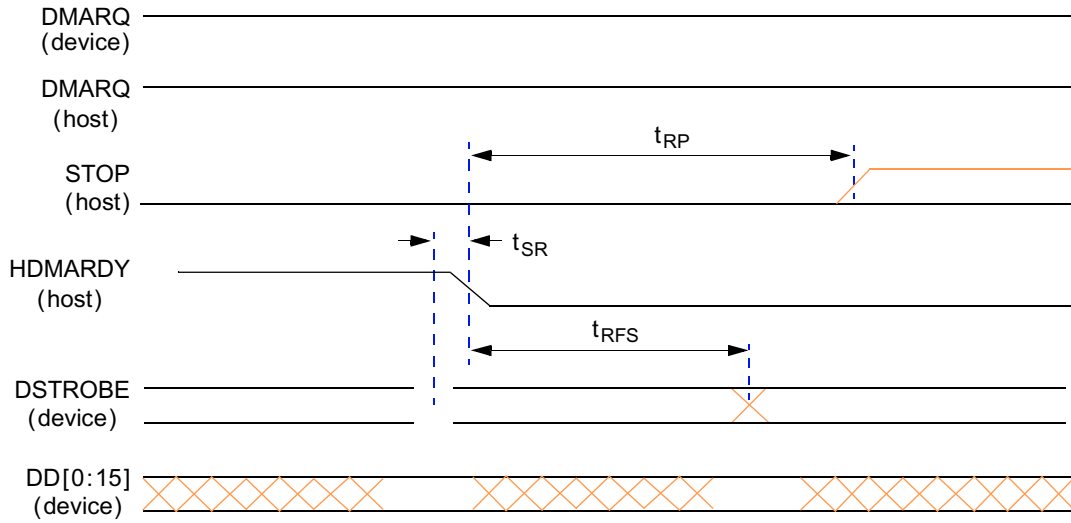 DMARQ
(device)
DMARQ
(host)
tRP
STOP
(host)
tSR
HDMARDY
(host)
tRFS
DSTROBE
(device)
DD[0:15]
(device)